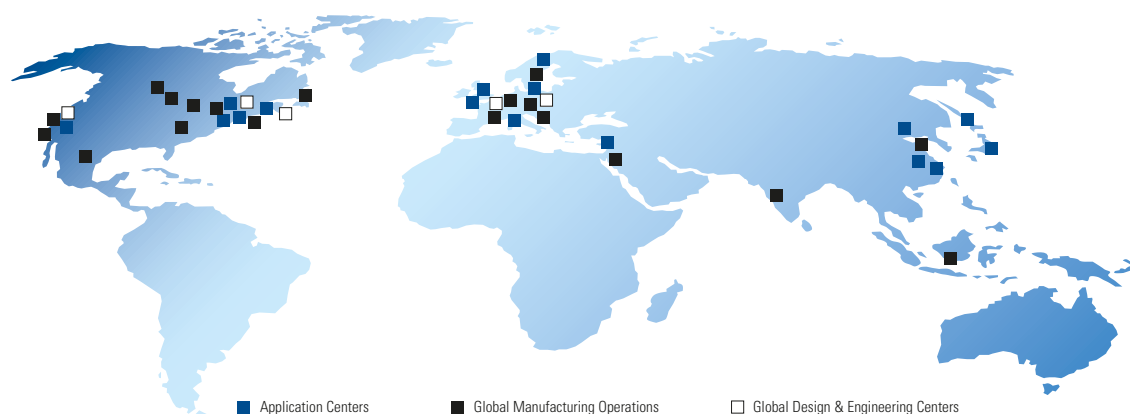 Application Centers
Global Manufacturing Operations
Global Design & Engineering Centers